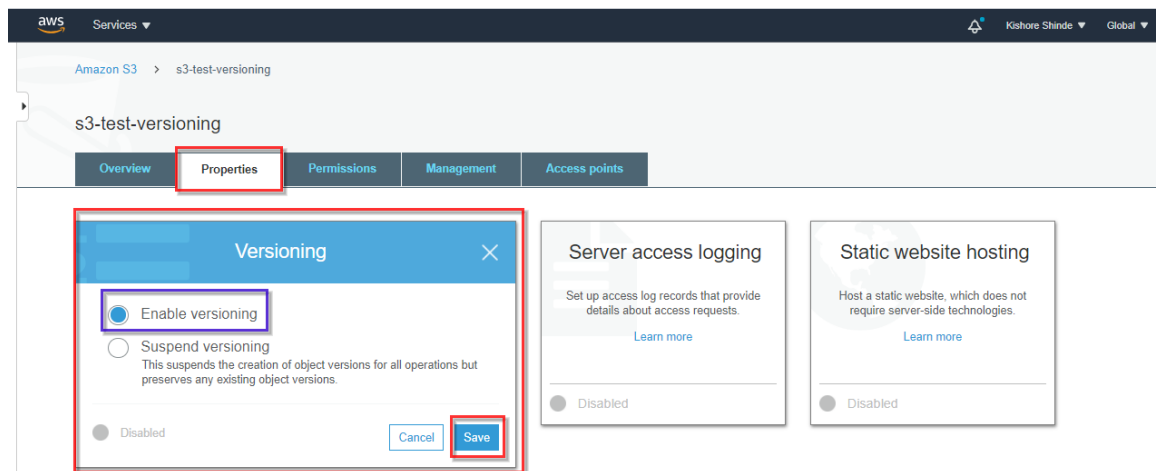 aws Services ▼ Kishore Shinde ▼ Global ▼
Amazon S3 > s3-test-versioning
s3-test-versioning
Overview Properties Permissions Management Access points
Versioning
Enable versioning
Suspend versioning
This suspends the creation of object versions for all operations but
preserves any existing object versions.
Disabled
Cancel Save
Server access logging
Set up access log records that provide
details about access requests.
Learn more
Disabled
Static website hosting
Host a static website, which does not
require server-side technologies.
Learn more
Disabled